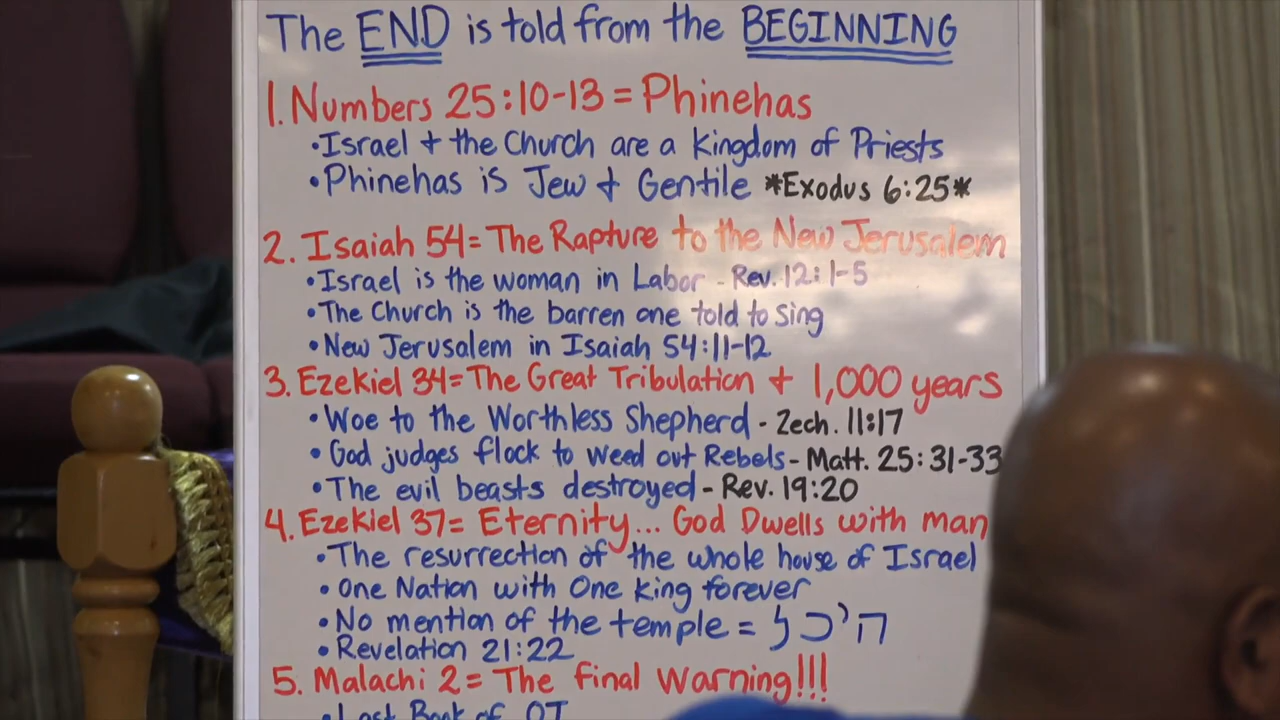 The END is told from the BEGINNING
1. Numbers 25:10-13 = Phinehas
•Israel + the Church are a Kingdom of Priests
•Phinehas is Jew + Gentile *Exodus 6:25*
2. Isaiah 54= The Rapture to the New Jerusalem
•Israel is the woman in Labor - Rev. 12: 1-5
•The Church is the barren one told to Sing
•New Jerusalem in Isaiah 54:11-12
3. Ezekiel 34= The Great Tribulation + 1,000 years
•Woe to the Worthless Shepherd - Zech. 11:17
•God judges flock to weed out Rebels - Matt. 25:31-33
•The evil beasts destroyed - Rev. 19:20
4. Ezekiel 37= Eternity... God Dwells with man
•The resurrection of the whole house of Israel
•One Nation with One King forever
•No mention of the temple = היכל
•Revelation 21:22
5. Malachi 2= The Final Warning!!!
•Last Book of OT